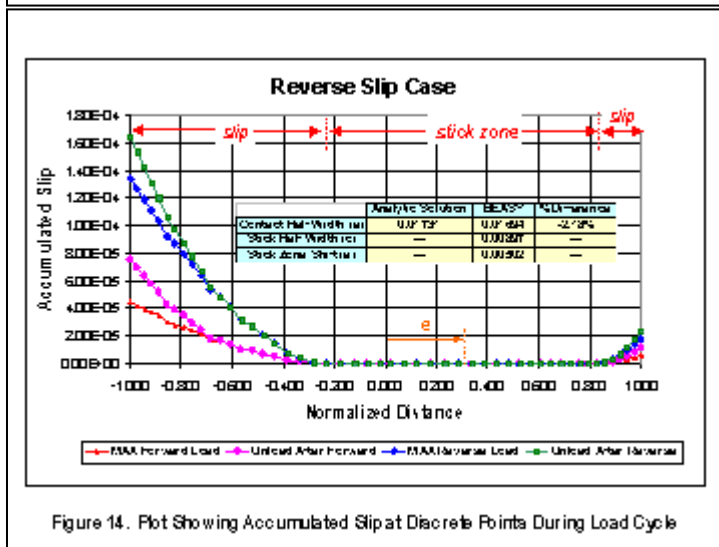 Reverse Slip Case
1.80E-04
1.60E-04
1.40E-04
1.20E-04
1.00E-04
8.00E-05
6.00E-05
4.00E-05
2.00E-05
0.00E+00
Accumulated Slip
slip
stick zone
slip
Analytic Solution BEASY % Difference
Contact Half Width (in)
Stick Half Width (in) —
Stick Zone Shift (in) —
e
-1.000 -0.800 -0.600 -0.400 -0.200 0.000 0.200 0.400 0.600 0.800 1.000
Normalized Distance
MAX Forward Load Unload After Forward MAX Reverse Load Unload After Reverse
Figure 14. Plot Showing Accumulated Slip at Discrete Points During Load Cycle